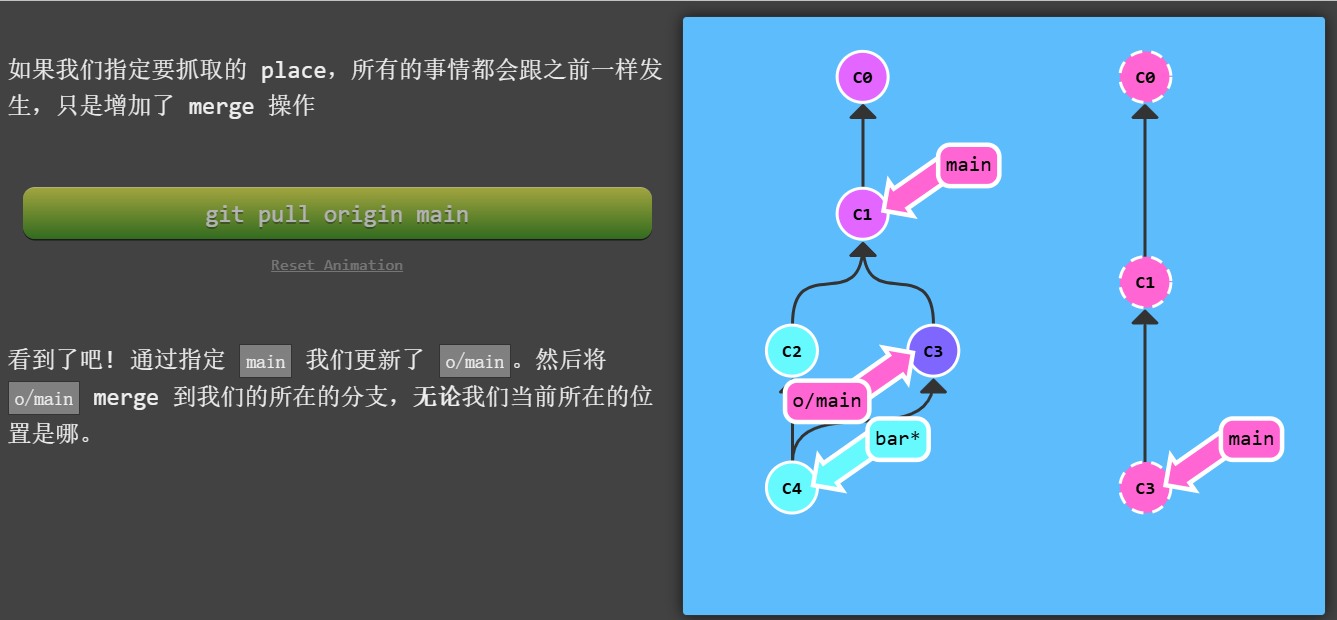 如果我们指定要抓取的 place，所有的事情都会跟之前一样发
生，只是增加了 merge 操作
git pull origin main
Reset Animation
看到了吧! 通过指定 main 我们更新了 o/main。然后将
o/main merge 到我们的所在的分支，无论我们当前所在的位
置是哪。
C0
main
C1
C2
C3
o/main
bar*
C4
C0
C1
main
C3